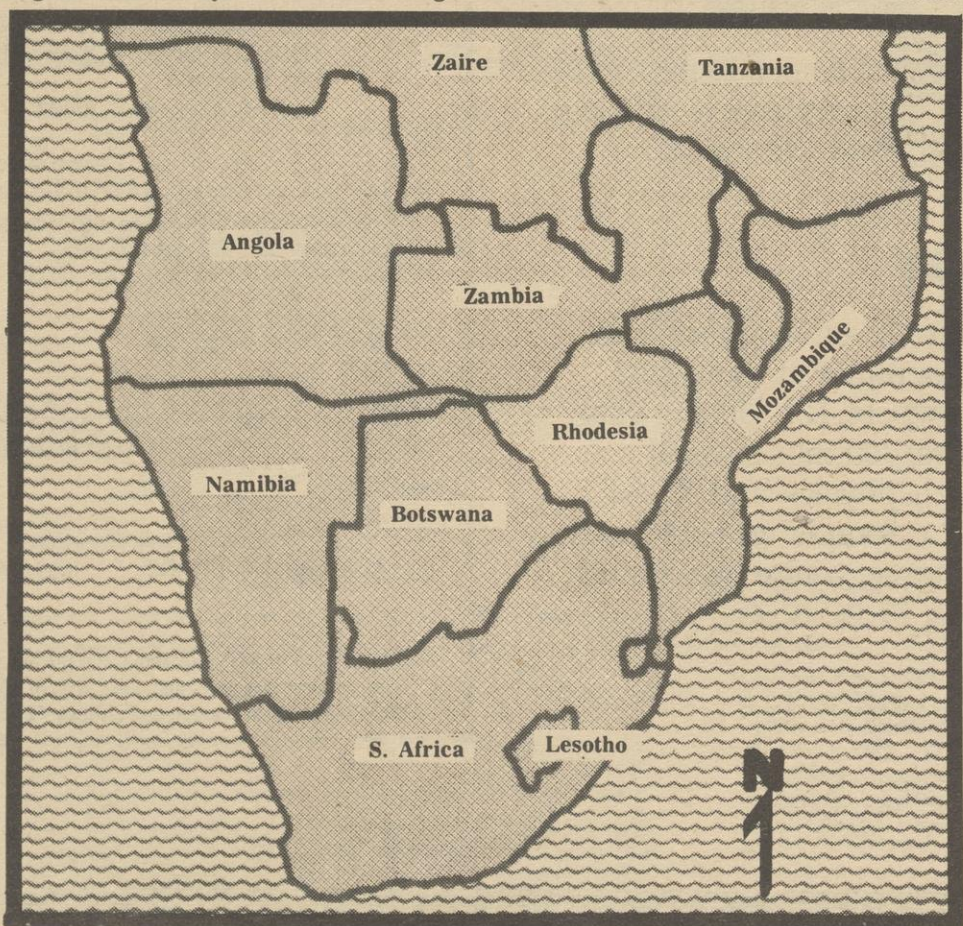 Zaire
Tanzania
Angola
Zambia
Mozambique
Rhodesia
Namibia
Botswana
S. Africa
Lesotho
N